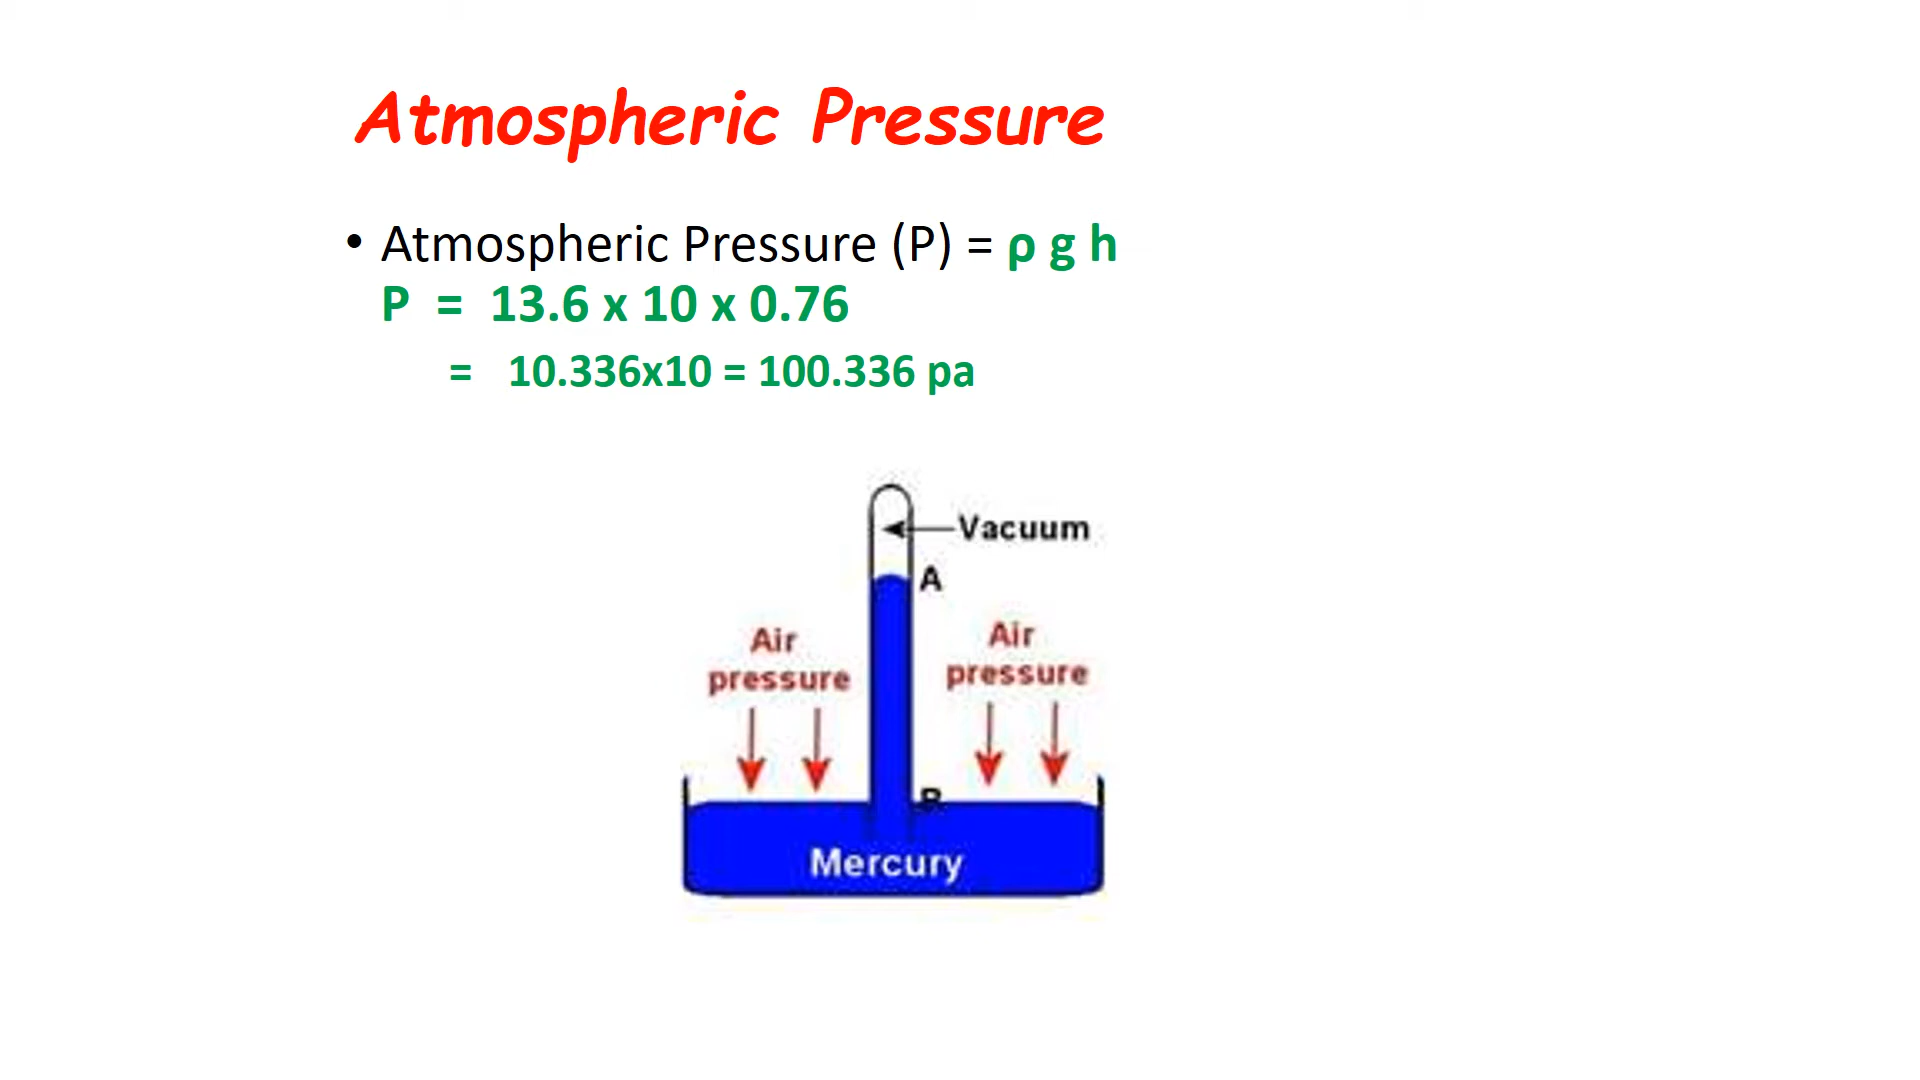 Atmospheric Pressure
• Atmospheric Pressure (P) = ρ g h
P = 13.6 x 10 x 0.76
= 10.336x10 = 100.336 pa
Vacuum
A
Air
pressure
Air
pressure
B
Mercury